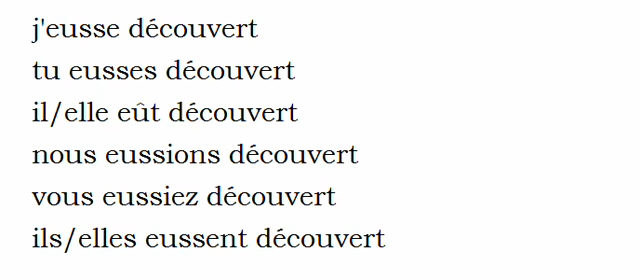 j'eusse découvert
tu eusses découvert
il/elle eût découvert
nous eussions découvert
vous eussiez découvert
ils/elles eussent découvert